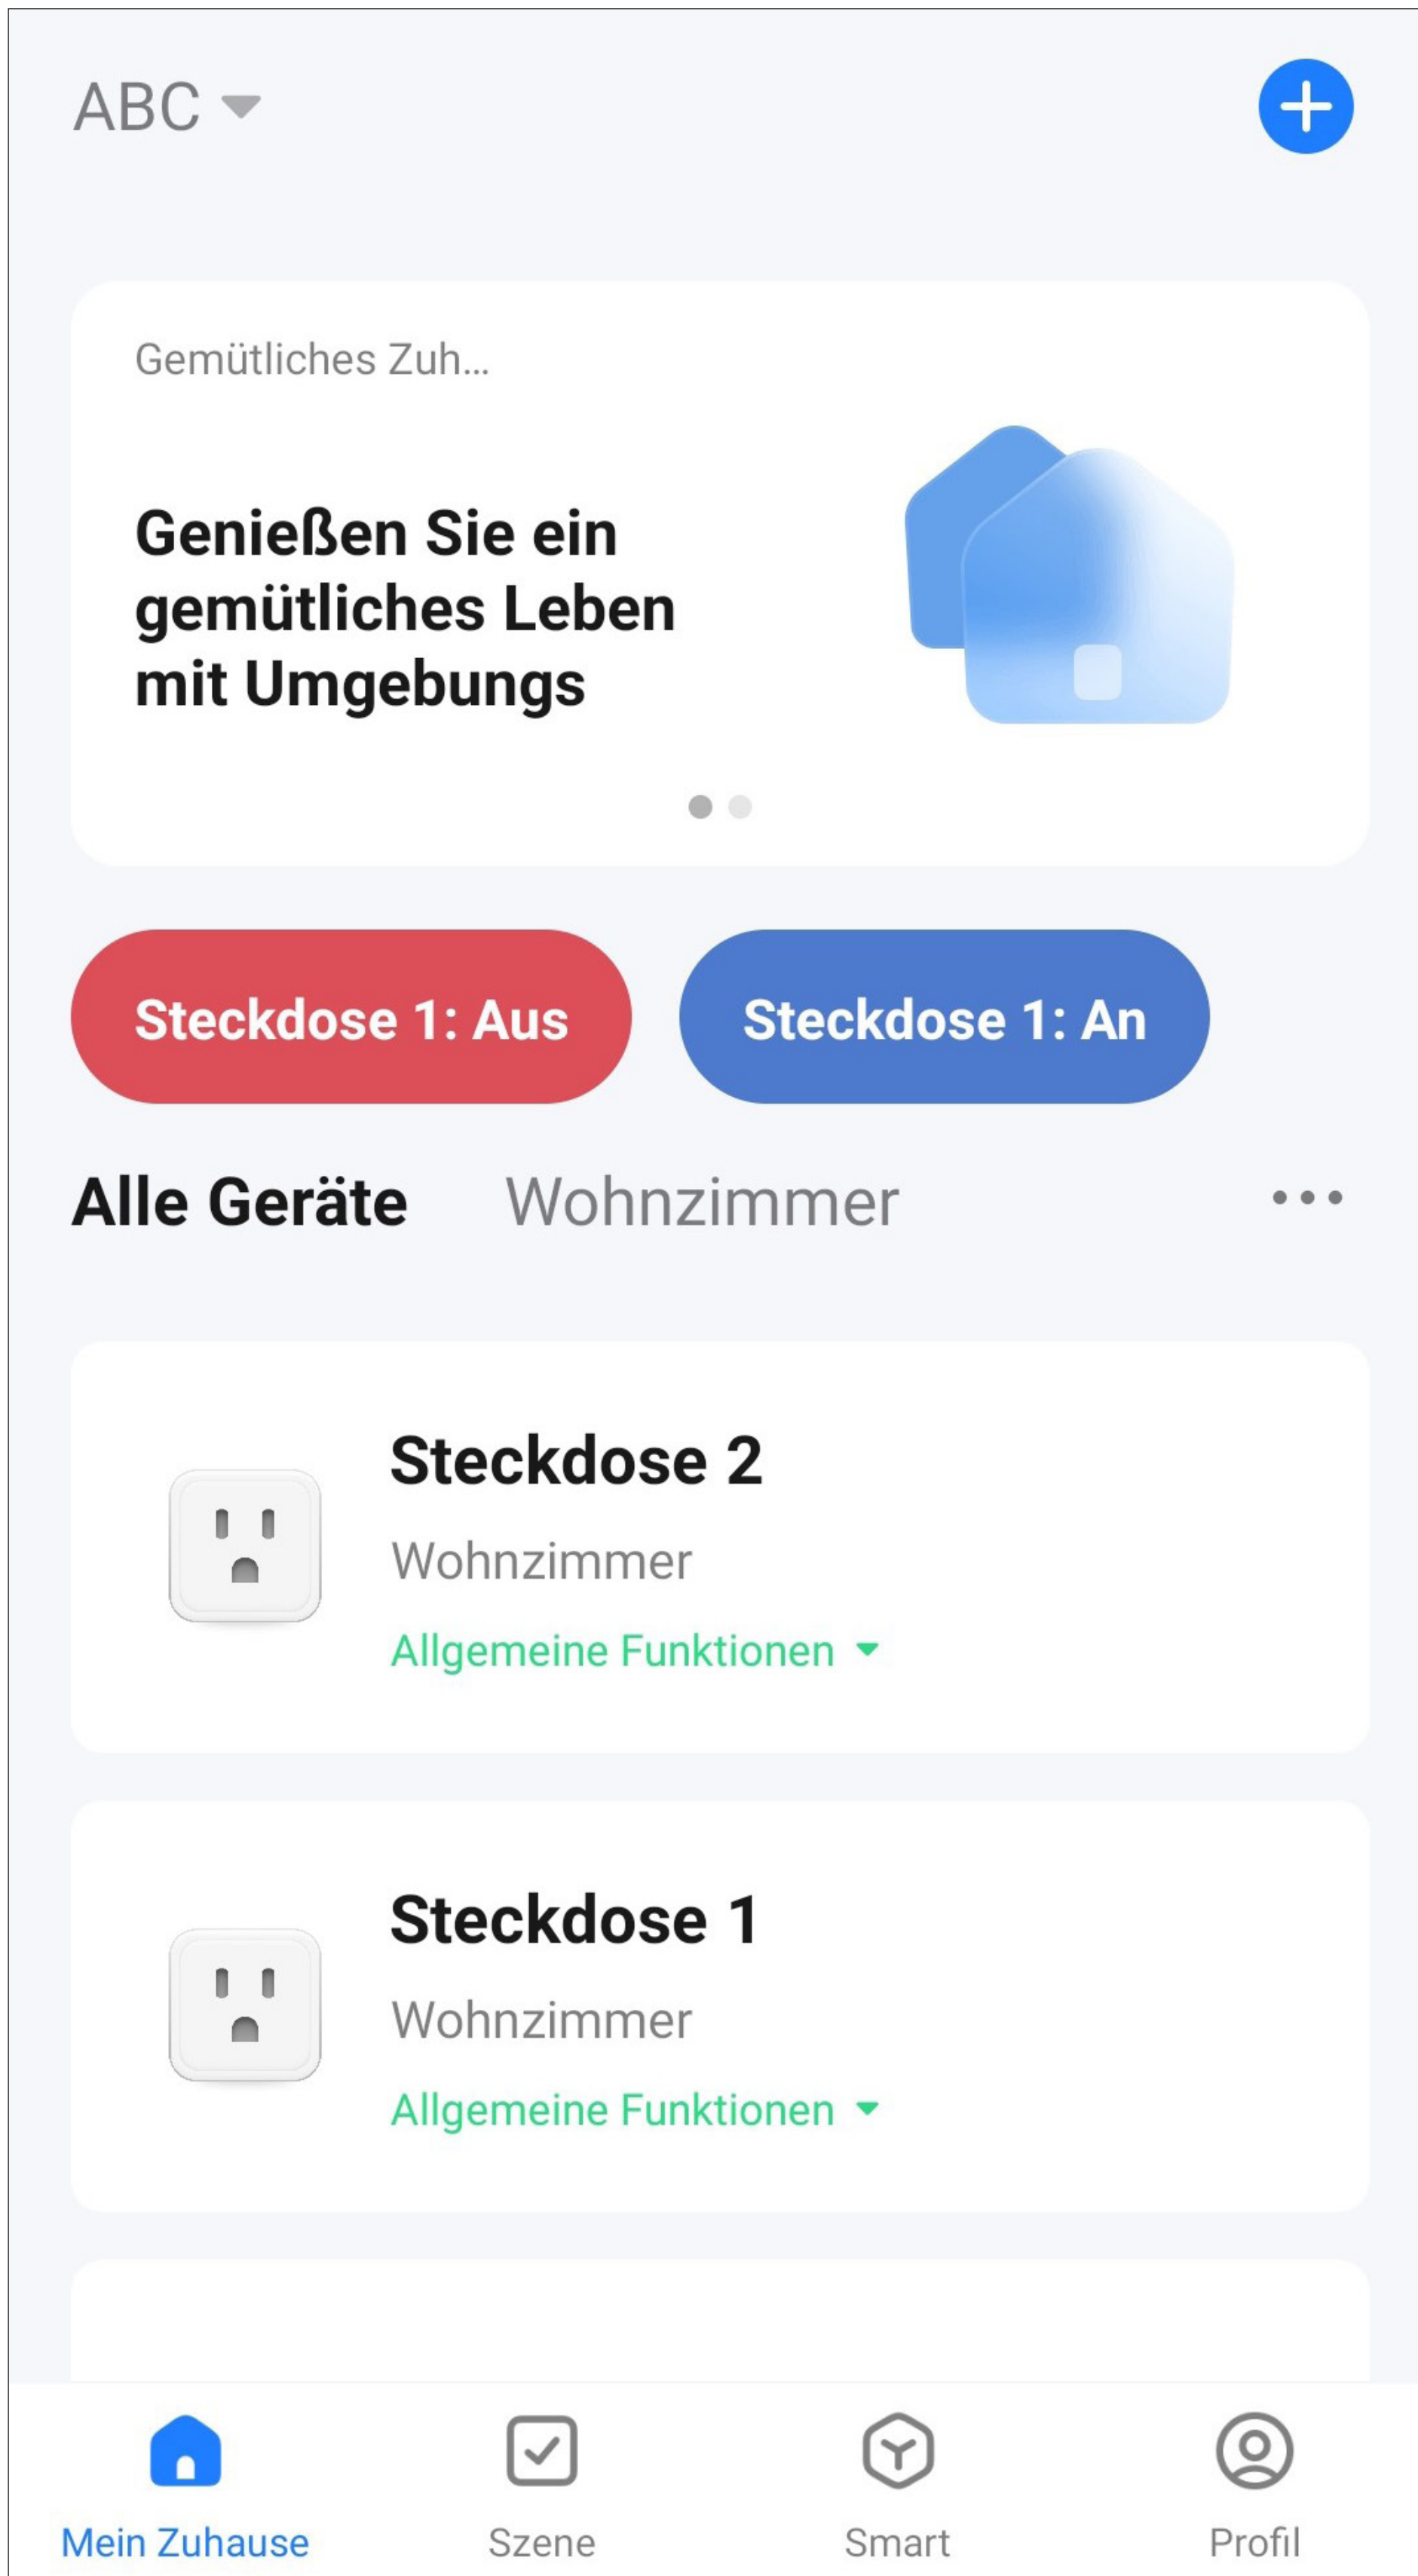 ABC
Gemütliches Zuh...
Genießen Sie ein
gemütliches Leben
mit Umgebungs
Steckdose 1: Aus
Steckdose 1: An
Alle Geräte
Wohnzimmer
Steckdose 2
Wohnzimmer
Allgemeine Funktionen
Steckdose 1
Wohnzimmer
Allgemeine Funktionen
Mein Zuhause
Szene
Smart
Profil